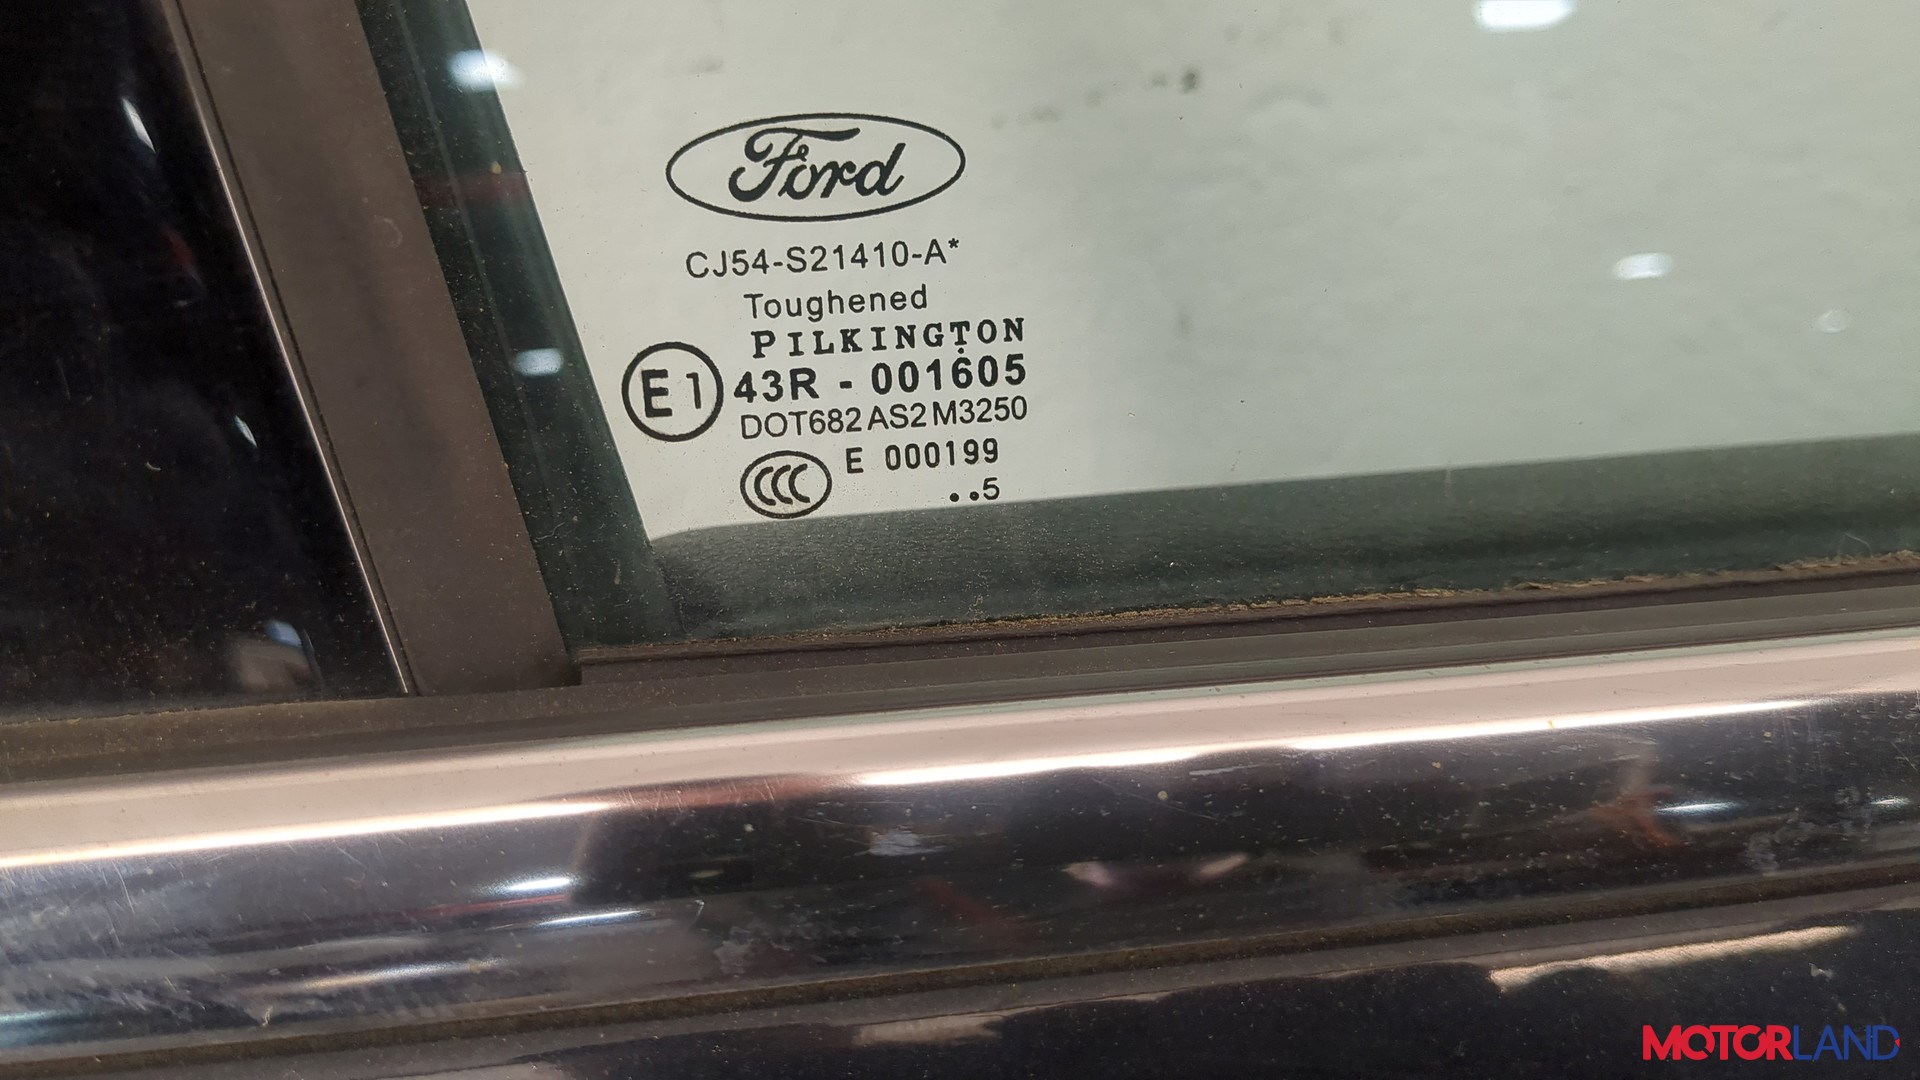 Ford
CJ54-S21410-A*
Toughened
PILKINGTON
E1 43R - 001605
DOT682 AS2 M3250
CCC E 000199
..5
MOTORLAND